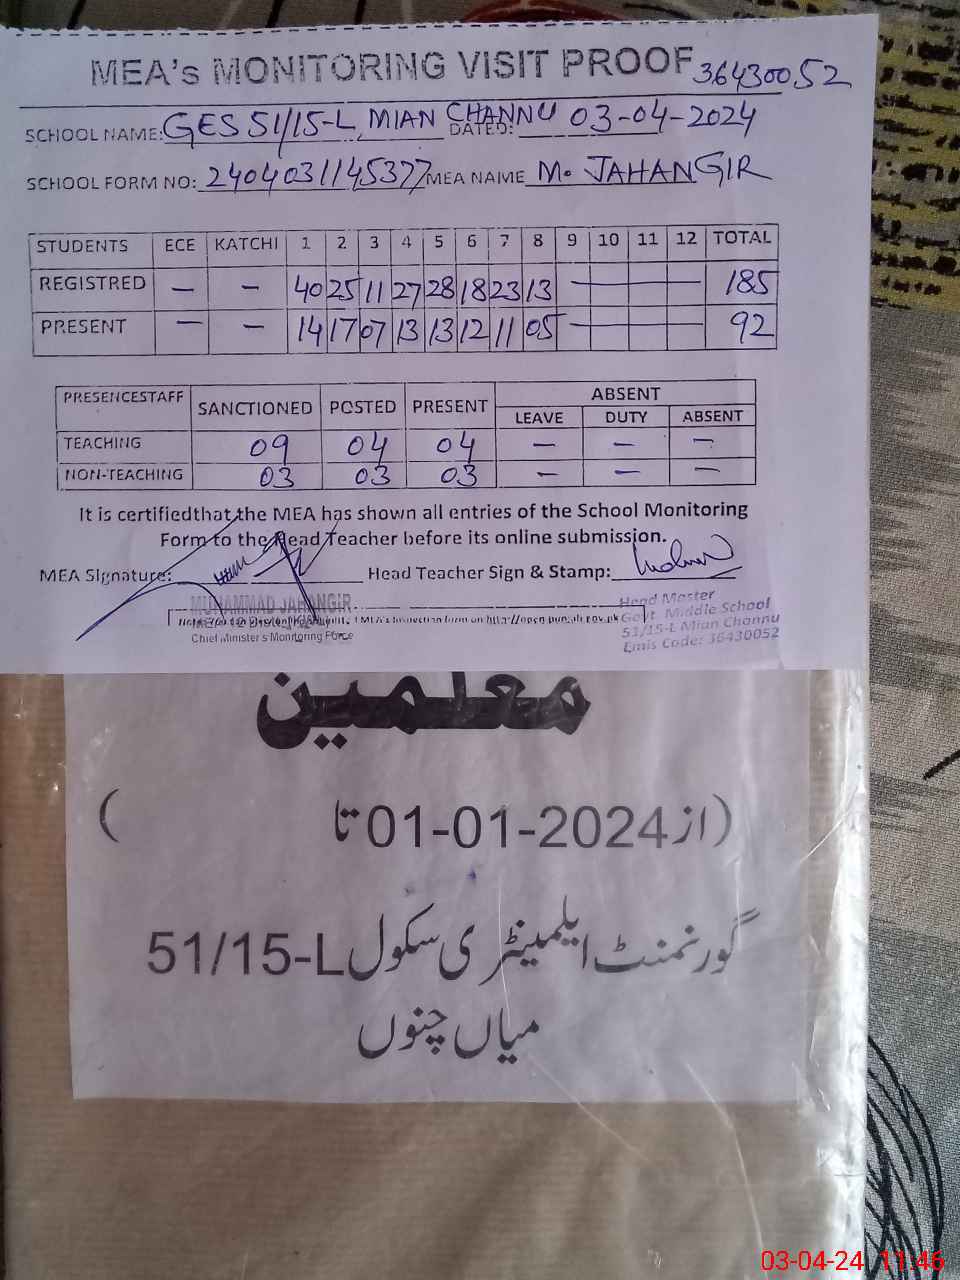 MEA's MONITORING VISIT PROOF 36430052
SCHOOL NAME: GES 51/15-L, MIAN CHANNU DATED: 03-04-2024
SCHOOL FORM NO: 2404031145377 MEA NAME M. JAHANGIR
STUDENTS ECE KATCHI 1 2 3 4 5 6 7 8 9 10 11 12 TOTAL
REGISTRED — — 40 25 11 27 28 18 23 13 — 185
PRESENT — — 14 17 07 13 13 12 11 05 — 92
PRESENCESTAFF SANCTIONED POSTED PRESENT ABSENT
LEAVE DUTY ABSENT
TEACHING 09 04 04 — — —
NON-TEACHING 03 03 03 — — —
It is certifiedthat the MEA has shown all entries of the School Monitoring
Form to the Head Teacher before its online submission.
MEA Signature: Head Teacher Sign & Stamp:
MUHAMMAD JAHANGIR
Chief Minister's Monitoring Force
Head Master
Govt. Middle School
51/15-L Mian Channu
Emis Code: 36430052
معلمین
(از 01-01-2024 تا )
گورنمنٹ ایلمینٹری سکول 51/15-L
میاں چنوں
03-04-24 11:46